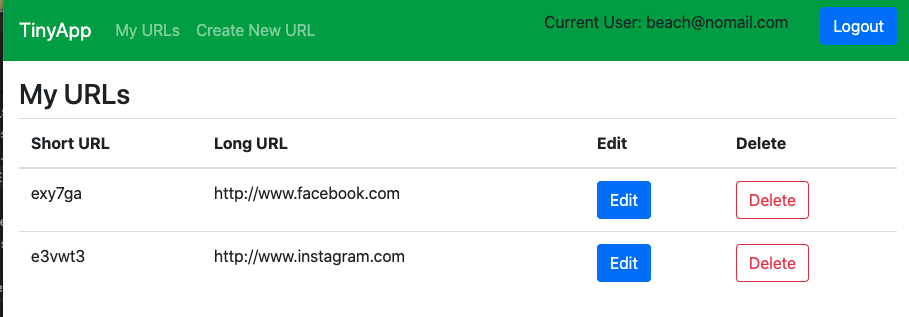 TinyApp My URLs Create New URL Current User: beach@nomail.com Logout
My URLs
Short URL Long URL Edit Delete
exy7ga http://www.facebook.com Edit Delete
e3vwt3 http://www.instagram.com Edit Delete